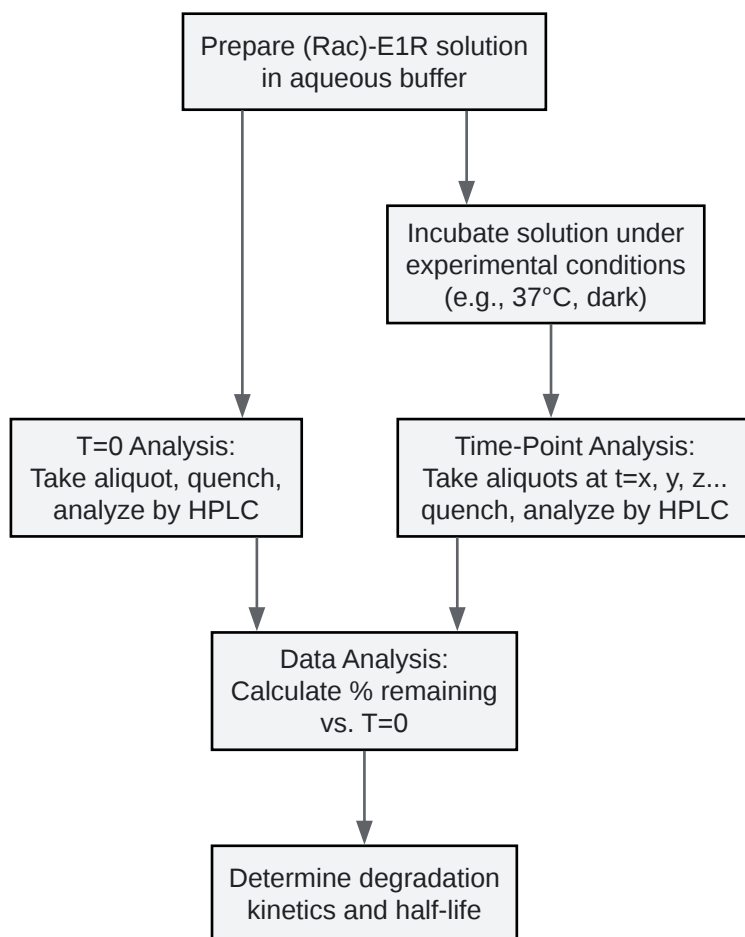 Prepare (Rac)-E1R solution
in aqueous buffer
Incubate solution under
experimental conditions
(e.g., 37°C, dark)
T=0 Analysis:
Take aliquot, quench,
analyze by HPLC
Time-Point Analysis:
Take aliquots at t=x, y, z...
quench, analyze by HPLC
Data Analysis:
Calculate % remaining
vs. T=0
Determine degradation
kinetics and half-life